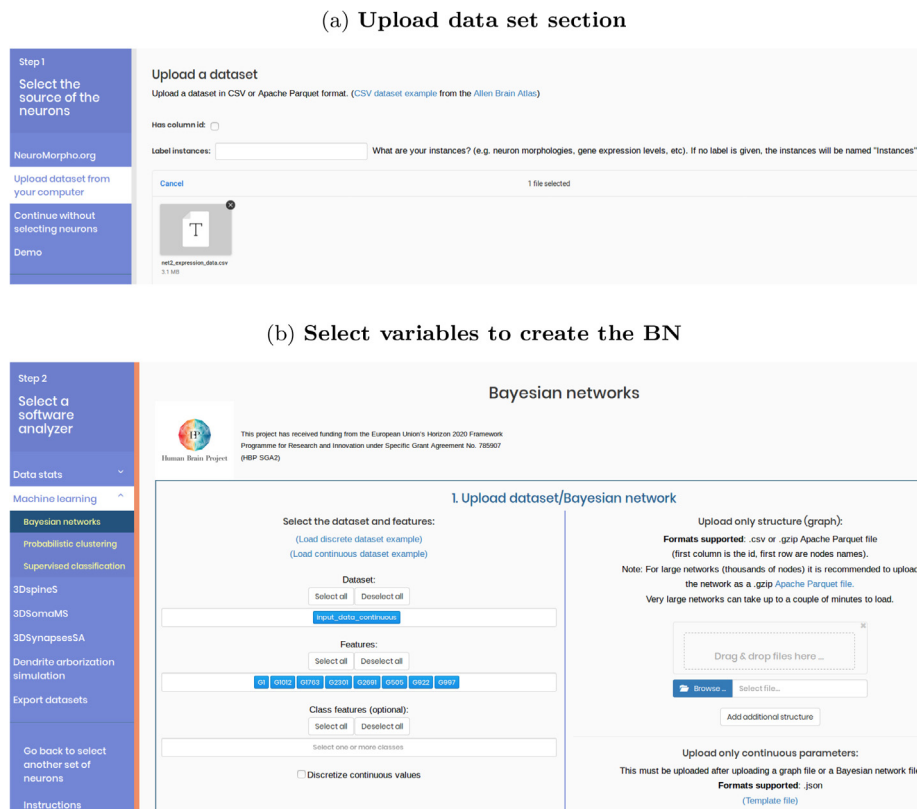 (a) Upload data set section
Step 1
Select the
source of the
neurons
NeuroMorpho.org
Upload dataset from
your computer
Continue without
selecting neurons
Demo
Upload a dataset
Upload a dataset in CSV or Apache Parquet format. (CSV dataset example from the Allen Brain Atlas)
Has column id:
Label instances:
What are your instances? (e.g. neuron morphologies, gene expression levels, etc). If no label is given, the instances will be named "Instances"
Cancel
1 file selected
T
net2_expression_data.csv
3.1 MB
(b) Select variables to create the BN
Step 2
Select a
software
analyzer
Data stats
Machine learning
Bayesian networks
Probabilistic clustering
Supervised classification
3DspineS
3DSomaMS
3DSynapsesSA
Dendrite arborization
simulation
Export datasets
Go back to select
another set of
neurons
Instructions
Bayesian networks
HBP
Human Brain Project
This project has received funding from the European Union's Horizon 2020 Framework
Programme for Research and Innovation under Specific Grant Agreement No. 785907
(HBP SGA2)
1. Upload dataset/Bayesian network
Select the dataset and features:
(Load discrete dataset example)
(Load continuous dataset example)
Dataset:
Select all Deselect all
Input_data_continuous
Features:
Select all Deselect all
G1 G1012 G1763 G2301 G2691 G505 G922 G997
Class features (optional):
Select all Deselect all
Select one or more classes
Discretize continuous values
Upload only structure (graph):
Formats supported: .csv or .gzip Apache Parquet file
(first column is the id, first row are nodes names).
Note: For large networks (thousands of nodes) it is recommended to upload
the network as a .gzip Apache Parquet file.
Very large networks can take up to a couple of minutes to load.
Drag & drop files here ...
Browse ... Select file...
Add additional structure
Upload only continuous parameters:
This must be uploaded after uploading a graph file or a Bayesian network file
Formats supported: .json
(Template file)